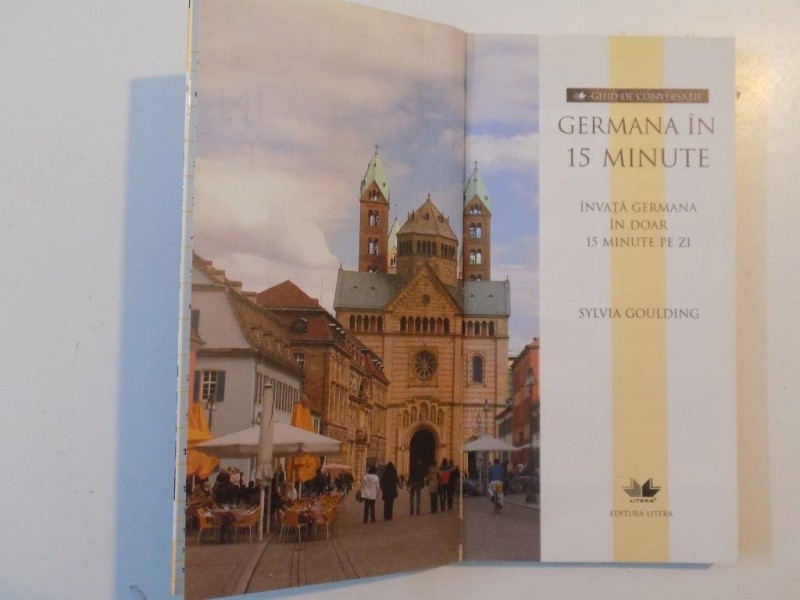 GHID DE CONVERSAȚIE
GERMANA ÎN
15 MINUTE
ÎNVAȚĂ GERMANA
ÎN DOAR
15 MINUTE PE ZI
SYLVIA GOULDING
LITERA
EDITURA LITERA